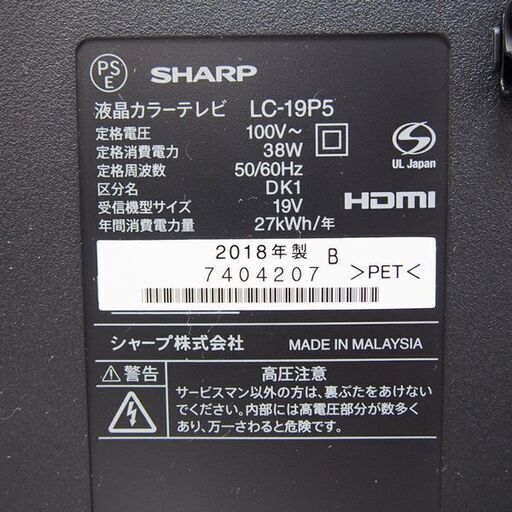 PS
E
SHARP
液晶カラーテレビ LC-19P5
定格電圧 100V~
定格消費電力 38W
定格周波数 50/60Hz
区分名 DK1
受信機型サイズ 19V
年間消費電力量 27kWh/年
UL Japan
HDMI
2018年製 B
7404207
>PET<
シャープ株式会社 MADE IN MALAYSIA
⚠警告 高圧注意
サービスマン以外の方は、裏ぶたをあけない
でください。内部には高電圧部分が数多く
あり、万一さわると危険です。